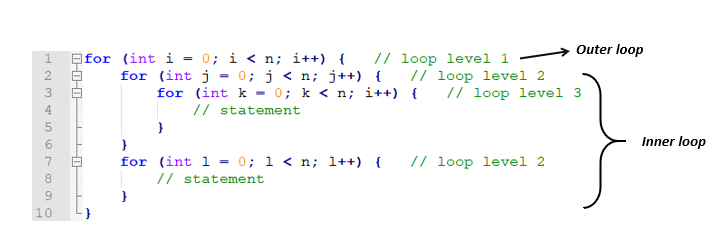 1 for (int i = 0; i < n; i++) { // loop level 1 Outer loop
2 for (int j = 0; j < n; j++) { // loop level 2
3 for (int k = 0; k < n; i++) { // loop level 3
4 // statement
5 }
6 } Inner loop
7 for (int l = 0; l < n; l++) { // loop level 2
8 // statement
9 }
10 }